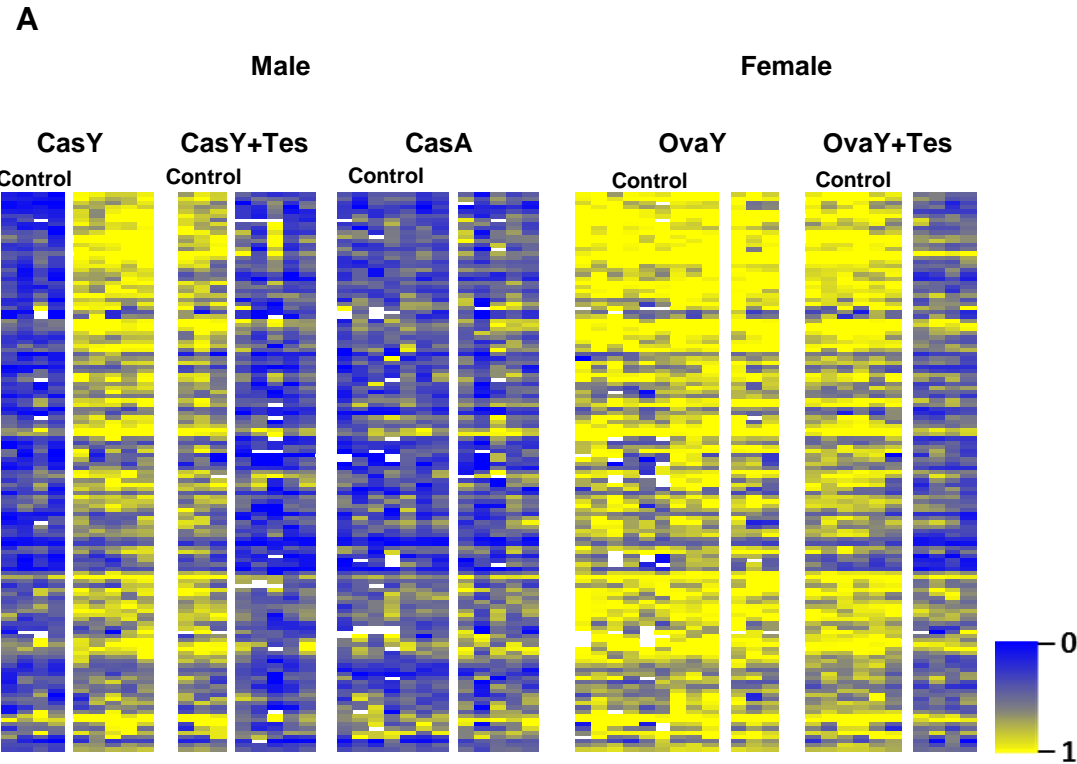 A
Male Female
CasY CasY+Tes CasA OvaY OvaY+Tes
Control Control Control Control Control
0
1